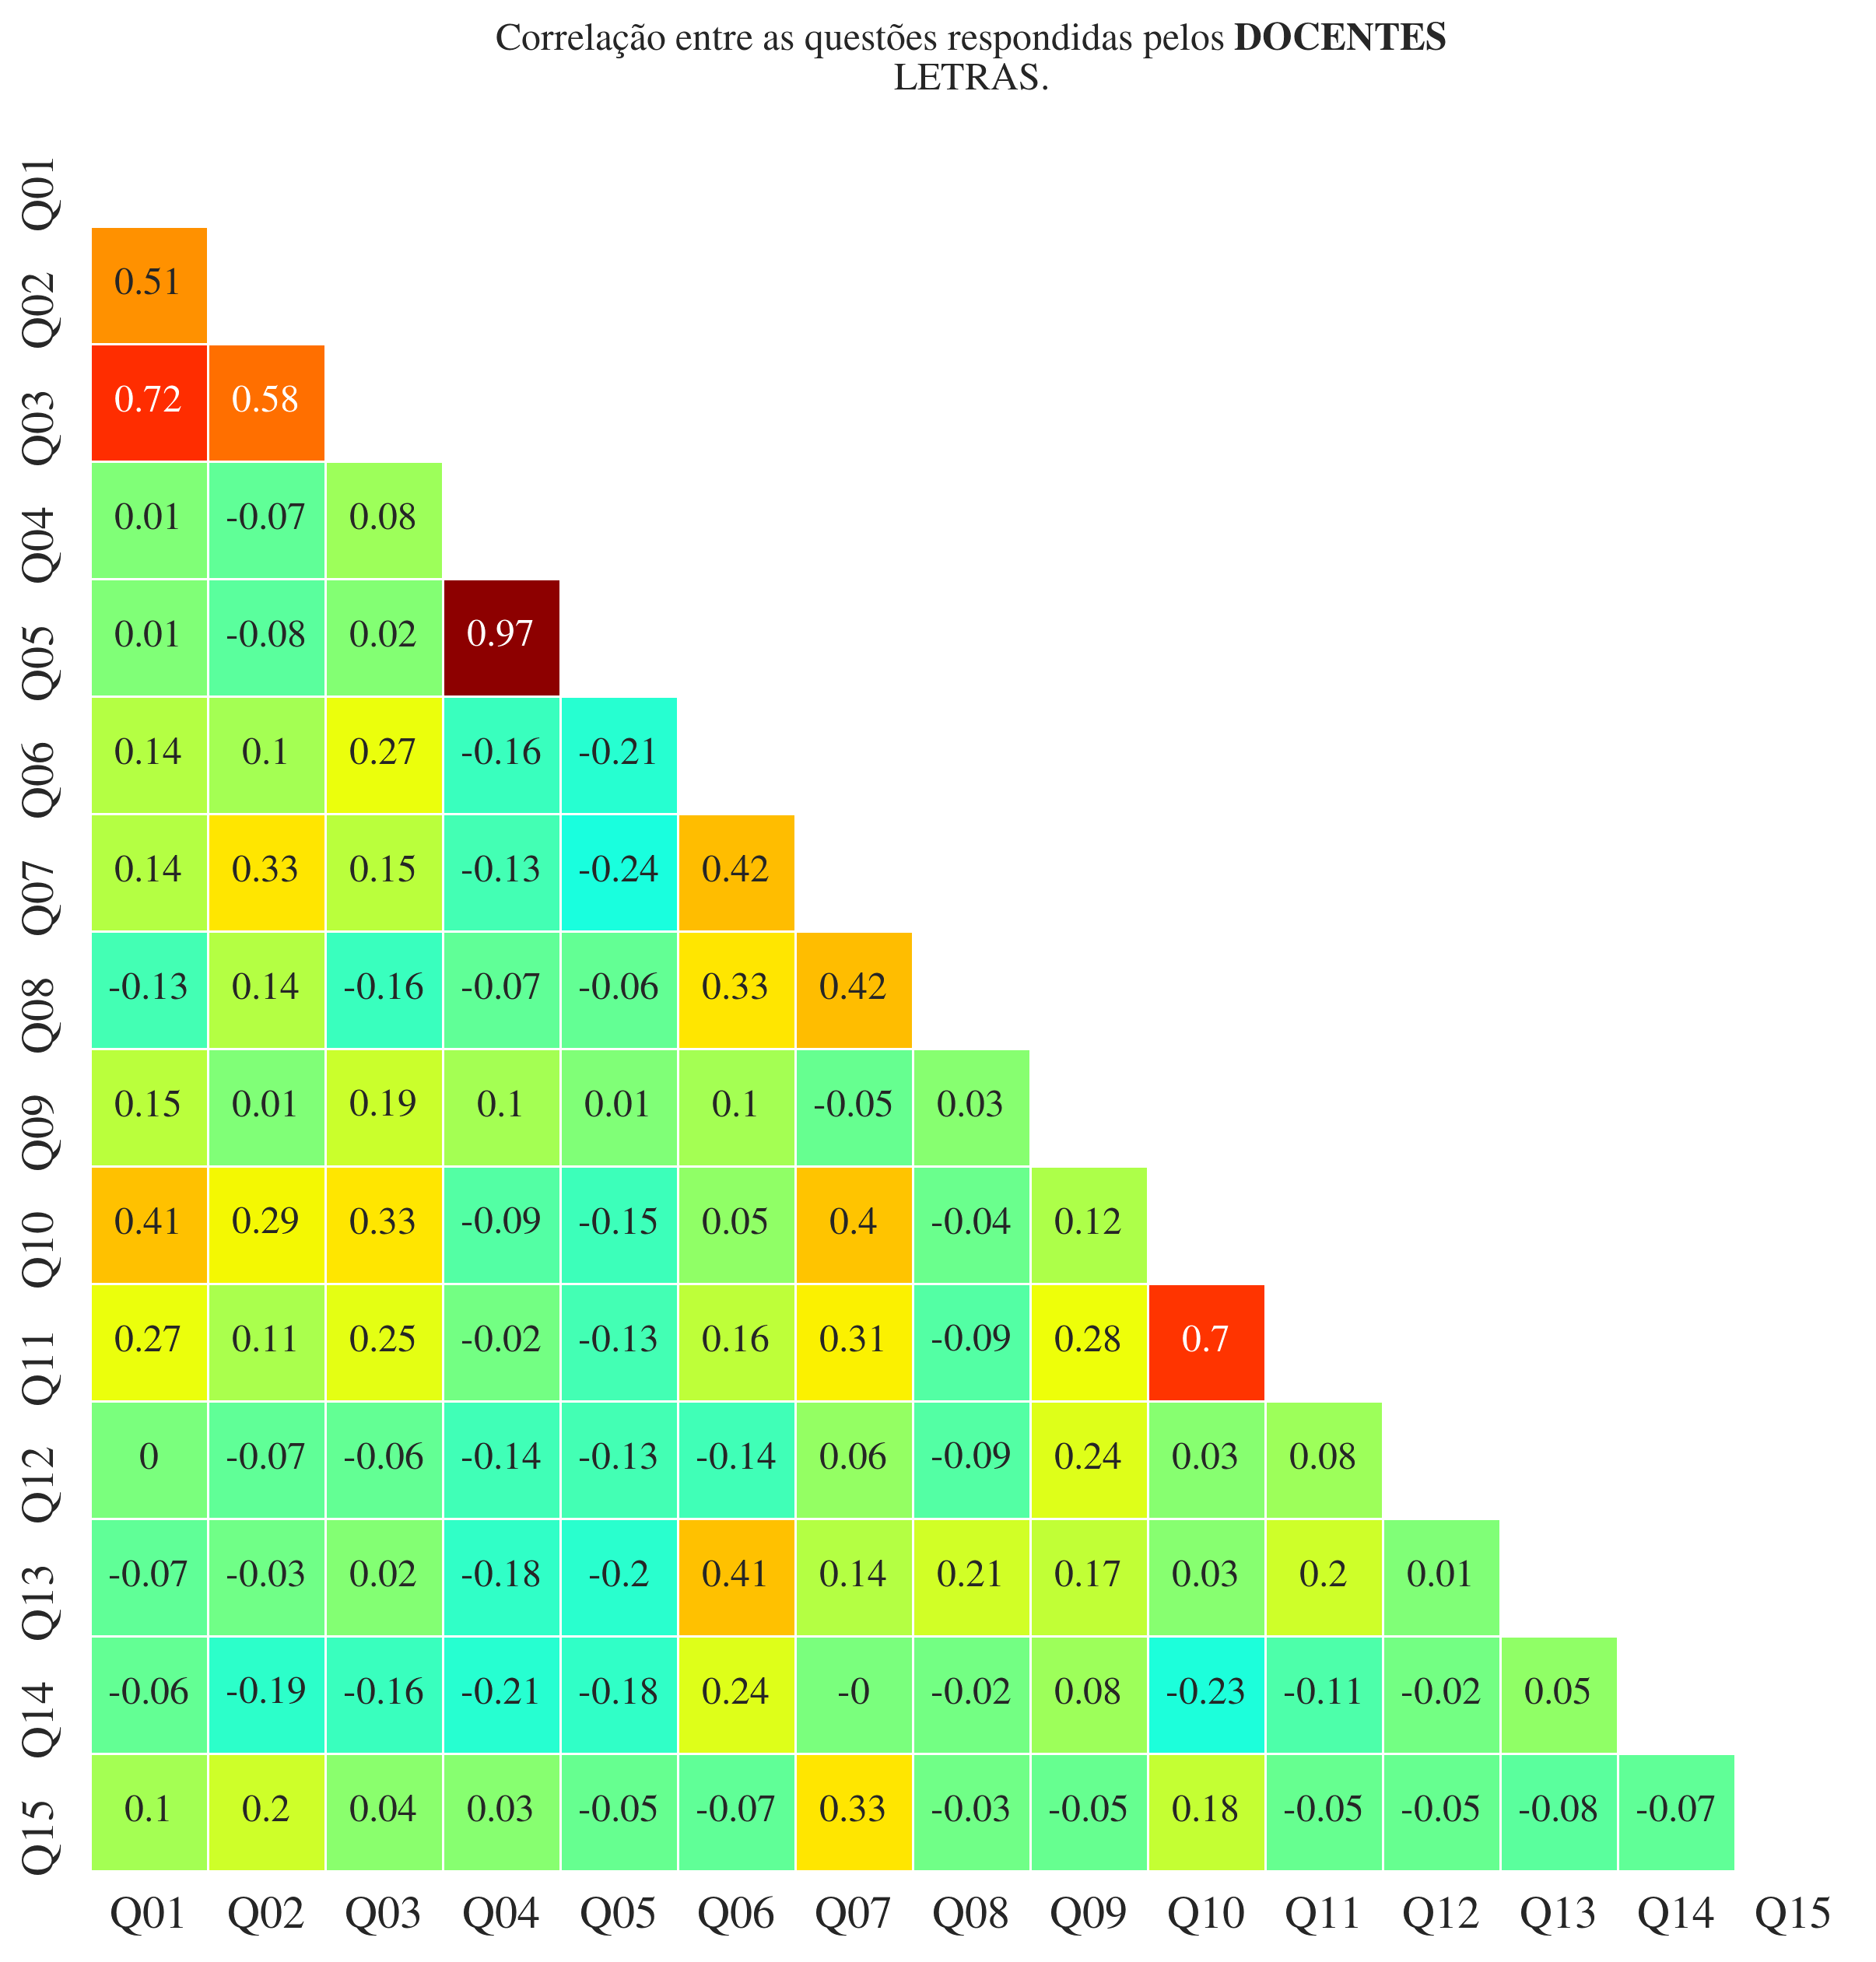 Correlação entre as questões respondidas pelos DOCENTES
LETRAS.
Q01
Q02 0.51
Q03 0.72 0.58
Q04 0.01 -0.07 0.08
Q05 0.01 -0.08 0.02 0.97
Q06 0.14 0.1 0.27 -0.16 -0.21
Q07 0.14 0.33 0.15 -0.13 -0.24 0.42
Q08 -0.13 0.14 -0.16 -0.07 -0.06 0.33 0.42
Q09 0.15 0.01 0.19 0.1 0.01 0.1 -0.05 0.03
Q10 0.41 0.29 0.33 -0.09 -0.15 0.05 0.4 -0.04 0.12
Q11 0.27 0.11 0.25 -0.02 -0.13 0.16 0.31 -0.09 0.28 0.7
Q12 0 -0.07 -0.06 -0.14 -0.13 -0.14 0.06 -0.09 0.24 0.03 0.08
Q13 -0.07 -0.03 0.02 -0.18 -0.2 0.41 0.14 0.21 0.17 0.03 0.2 0.01
Q14 -0.06 -0.19 -0.16 -0.21 -0.18 0.24 -0 -0.02 0.08 -0.23 -0.11 -0.02 0.05
Q15 0.1 0.2 0.04 0.03 -0.05 -0.07 0.33 -0.03 -0.05 0.18 -0.05 -0.05 -0.08 -0.07
Q01 Q02 Q03 Q04 Q05 Q06 Q07 Q08 Q09 Q10 Q11 Q12 Q13 Q14 Q15